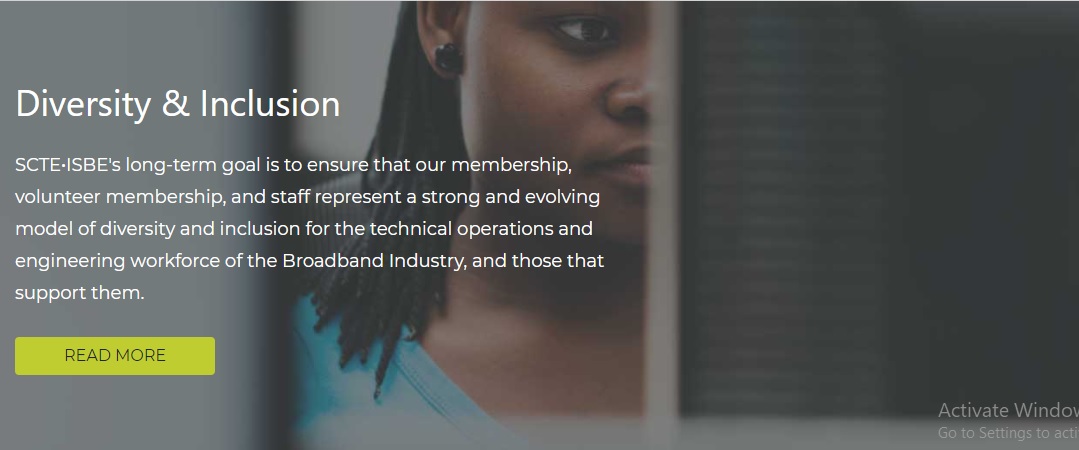 Diversity & Inclusion
SCTE•ISBE's long-term goal is to ensure that our membership,
volunteer membership, and staff represent a strong and evolving
model of diversity and inclusion for the technical operations and
engineering workforce of the Broadband Industry, and those that
support them.
READ MORE
Activate Window
Go to Settings to acti